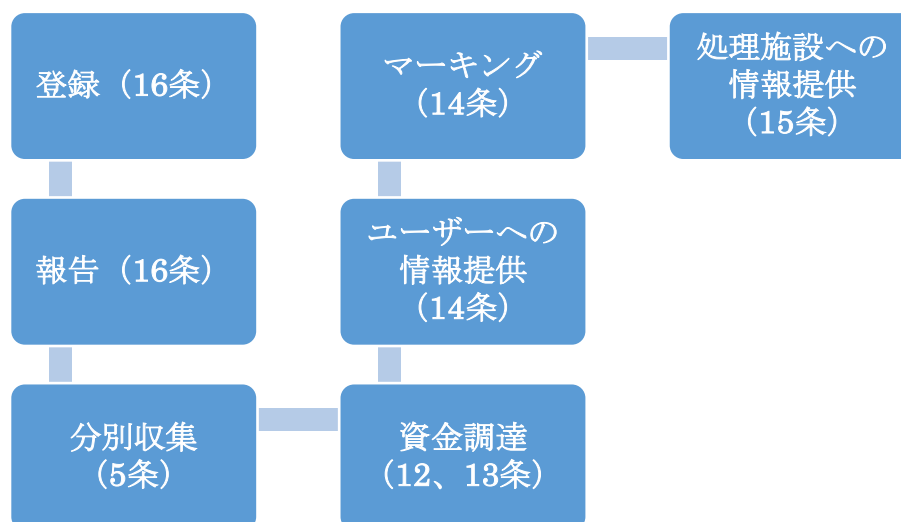 登録（16条）
報告（16条）
分別収集
（5条）
資金調達
（12、13条）
ユーザーへの
情報提供
（14条）
マーキング
（14条）
処理施設への
情報提供
（15条）